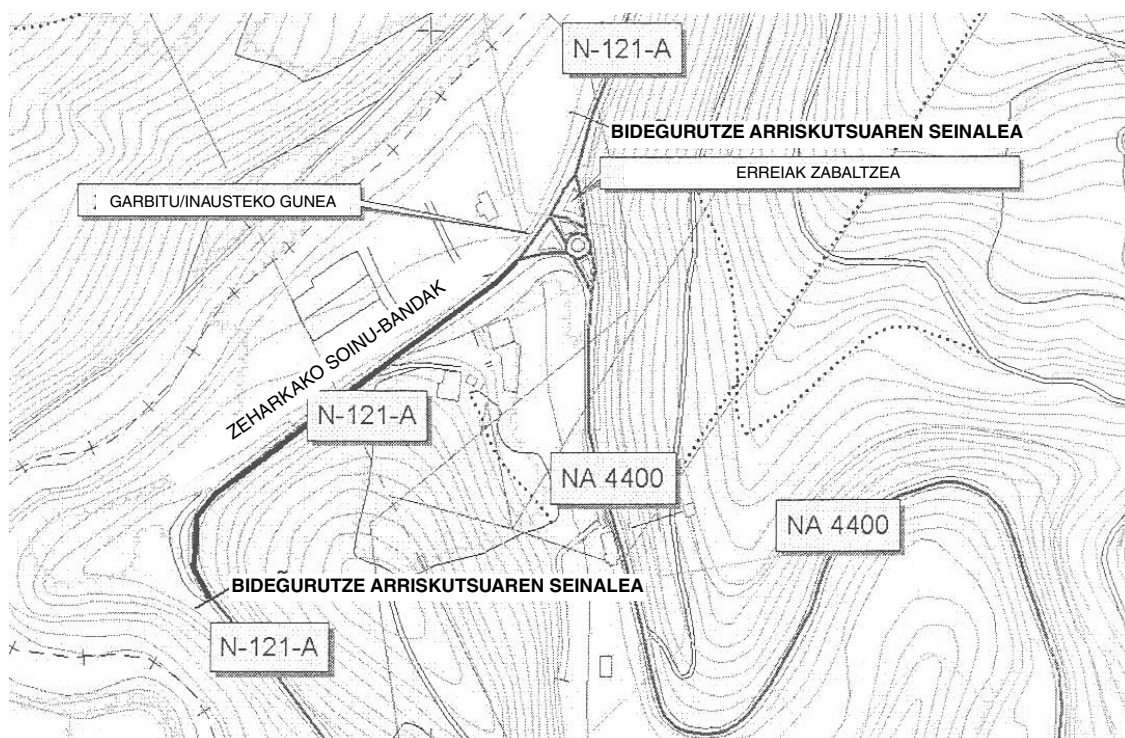 N-121-A
BIDEGURUTZE ARRISKUTSUAREN SEINALEA
ERREIAK ZABALTZEA
GARBITU/INAUSTEKO GUNEA
ZEHARKAKO SOINU-BANDAK
N-121-A
NA 4400
NA 4400
BIDEGURUTZE ARRISKUTSUAREN SEINALEA
N-121-A